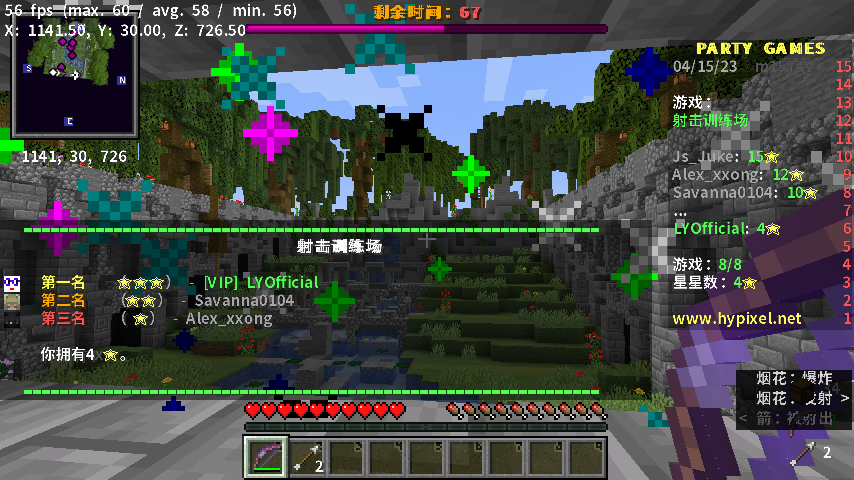 56 fps (max. 60 / avg. 58 / min. 56)
X: 1141.50, Y: 30.00, Z: 726.50
剩余时间：67
S
N
E
1141, 30, 726
PARTY GAMES
04/15/23
15
14
游戏：
13
射击训练场
12
11
Js_Juke: 15
10
Alex_xxong: 12
9
Savanna0104: 10
8
...
7
LYOfficial: 4
6
5
游戏：8/8
4
星星数：4
3
2
www.hypixel.net
1
射击训练场
第一名 ( ) - [VIP] LYOfficial
第二名 ( ) - Savanna0104
第三名 ( ) - Alex_xxong
你拥有4 。
烟花：爆炸
烟花：发射 >
< 箭：被射出
2
2